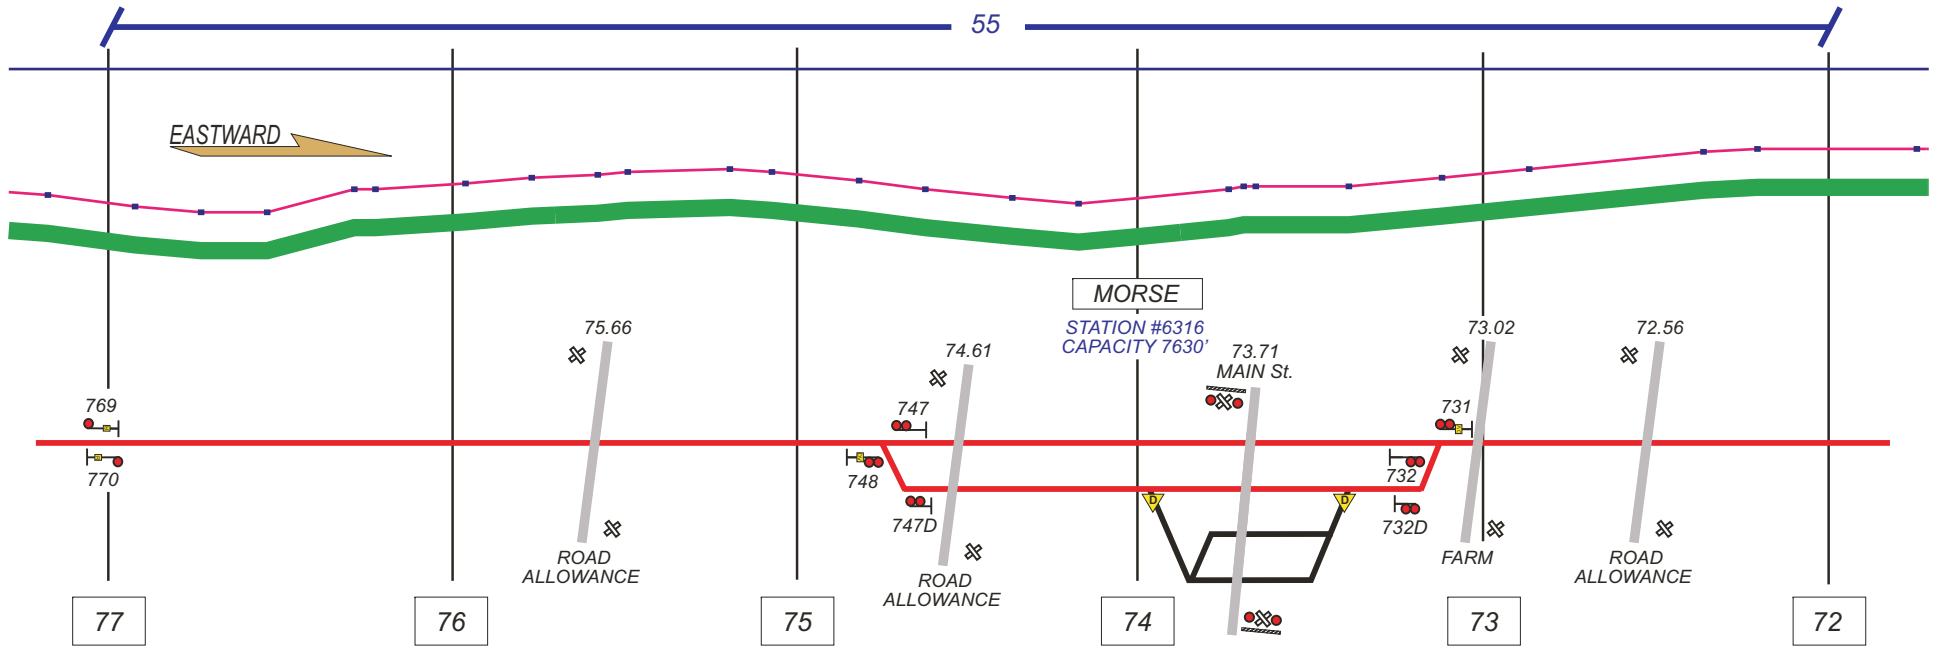 55
EASTWARD
MORSE
STATION #6316
CAPACITY 7630'
75.66
74.61
73.71
MAIN St.
73.02
72.56
769
747
731
770
748
732
747D
732D
D
D
ROAD
ALLOWANCE
ROAD
ALLOWANCE
FARM
ROAD
ALLOWANCE
77
76
75
74
73
72